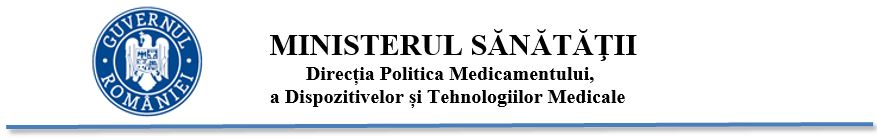 GUVERNUL
ROMÂNIEI
MINISTERUL SĂNĂTĂŢII
Direcția Politica Medicamentului,
a Dispozitivelor și Tehnologiilor Medicale